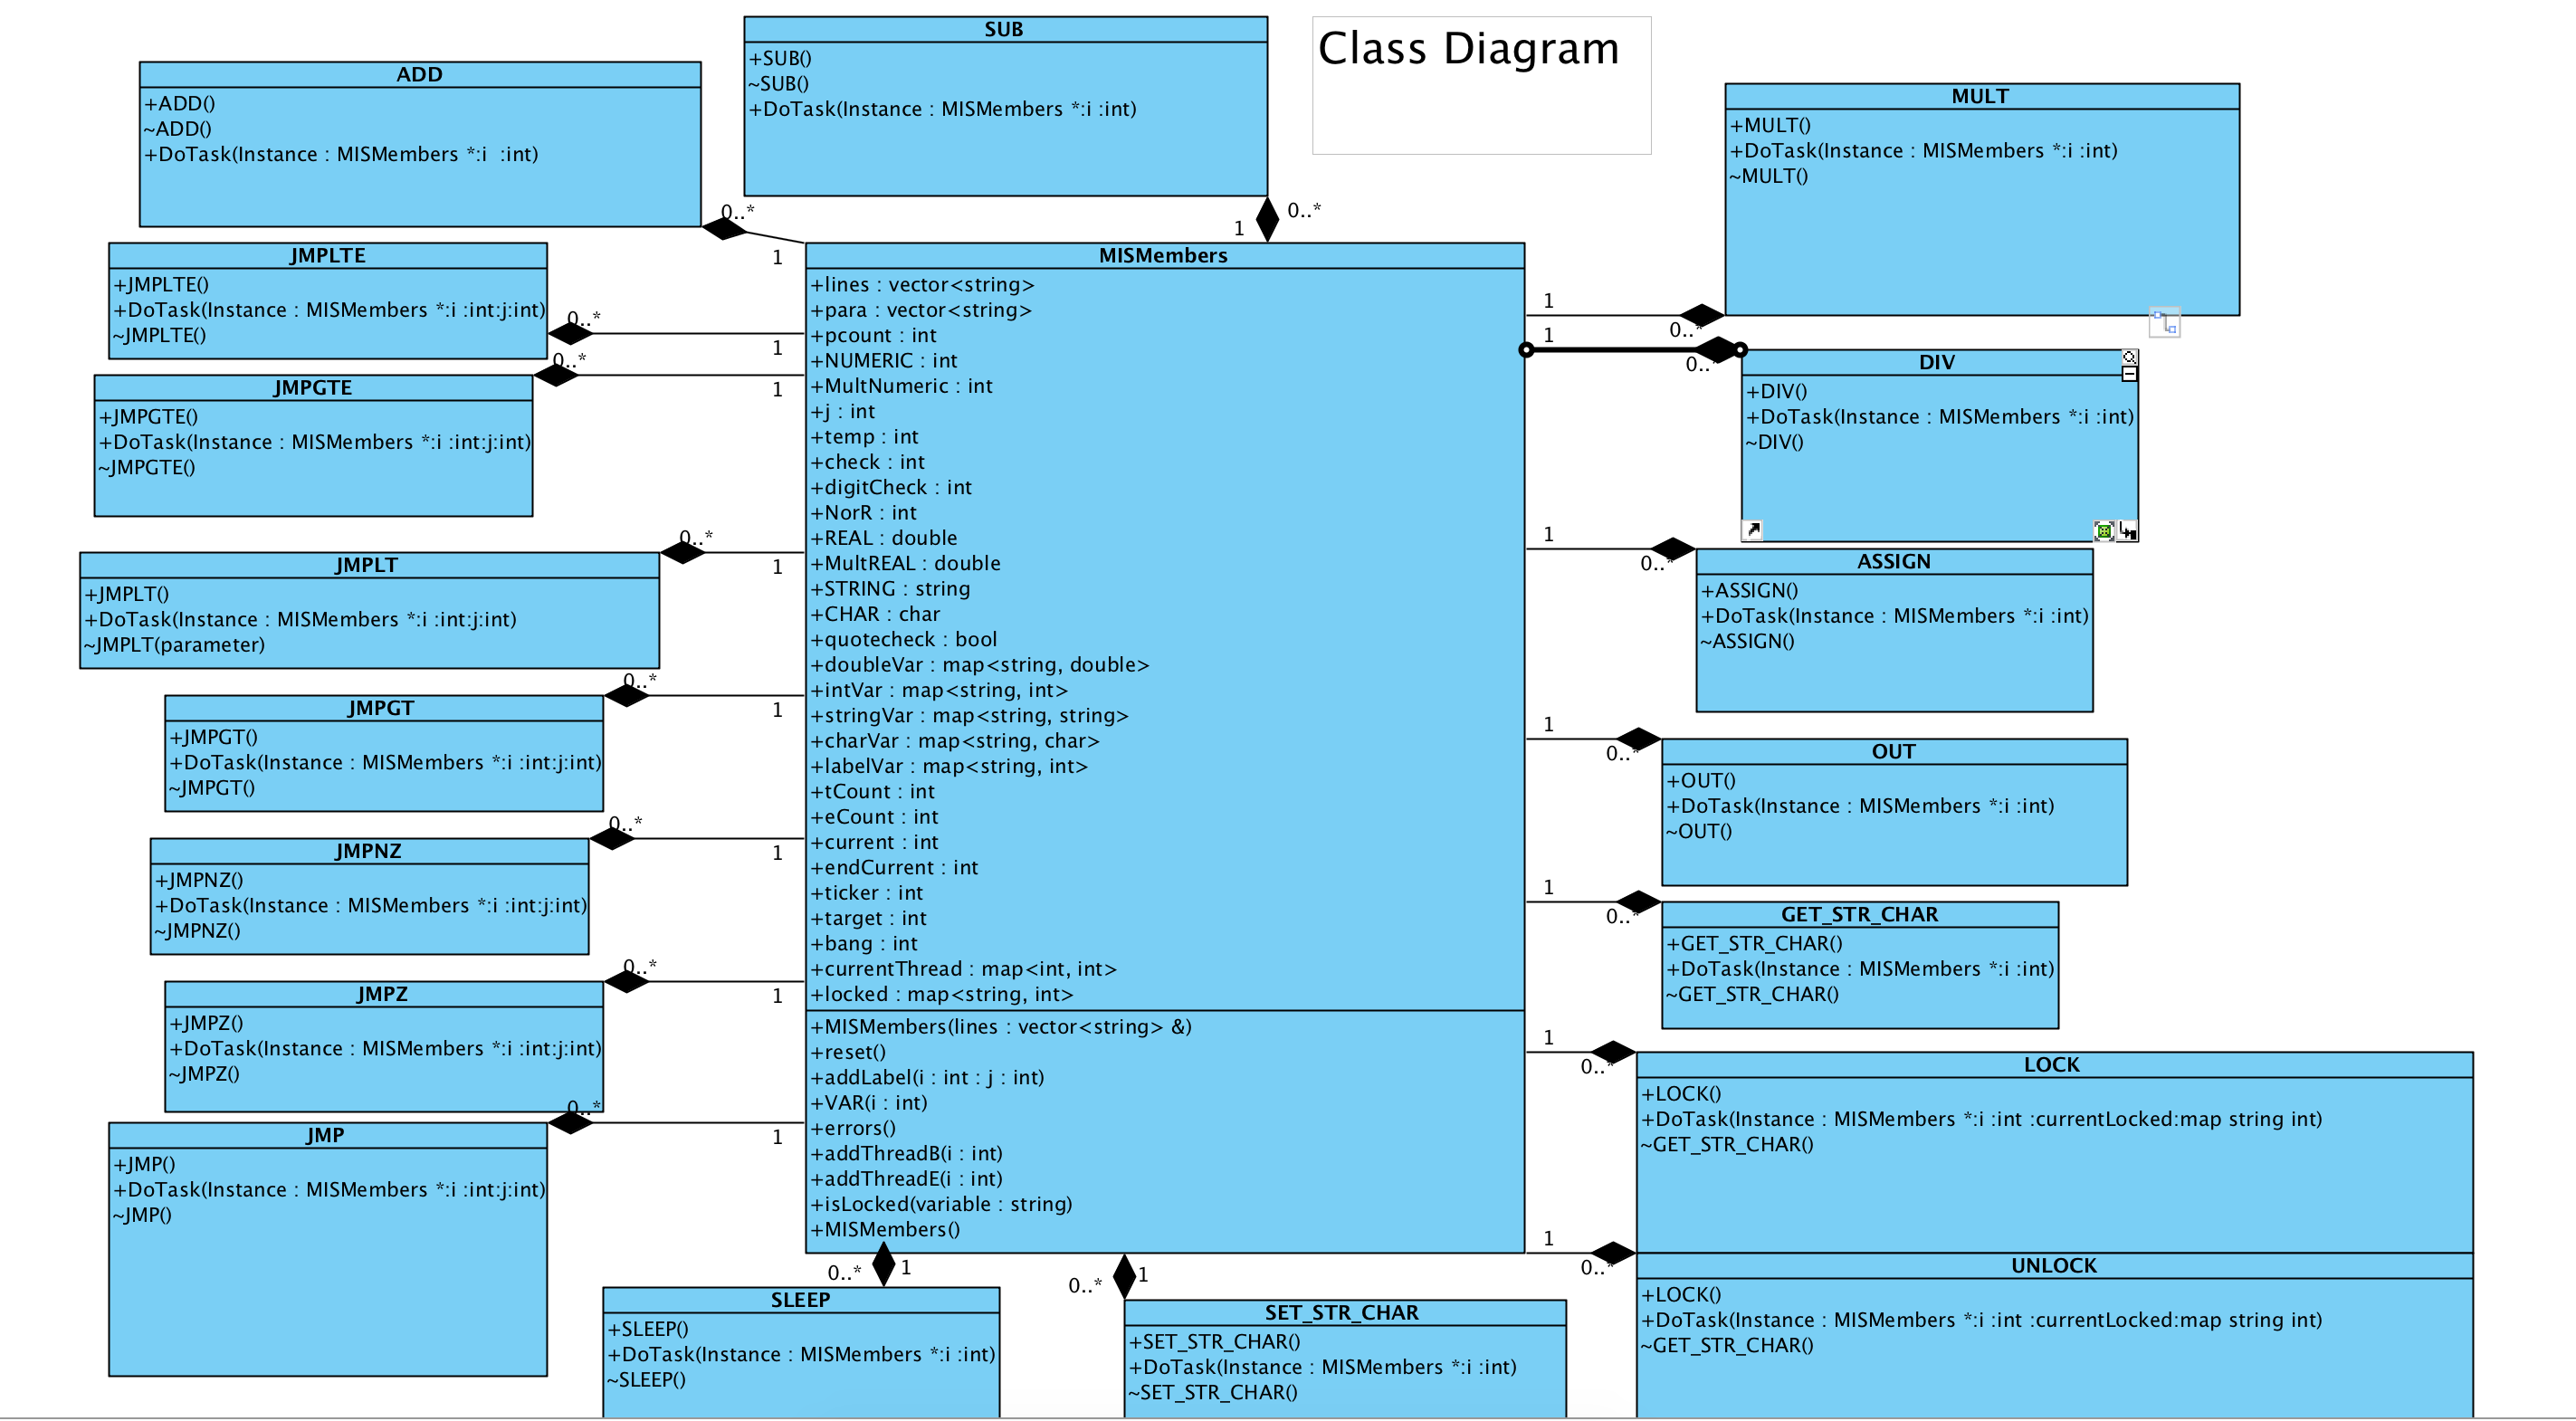 Class Diagram
SUB
+SUB()
~SUB()
+DoTask(Instance : MISMembers *:i :int)
0..*
1
ADD
+ADD()
~ADD()
+DoTask(Instance : MISMembers *:i  :int)
0..*
1
JMPLTE
+JMPLTE()
+DoTask(Instance : MISMembers *:i :int:j:int)
~JMPLTE()
0..*
1
JMPGTE
+JMPGTE()
+DoTask(Instance : MISMembers *:i :int:j:int)
~JMPGTE()
0..*
1
JMPLT
+JMPLT()
+DoTask(Instance : MISMembers *:i :int:j:int)
~JMPLT(parameter)
0..*
1
JMPGT
+JMPGT()
+DoTask(Instance : MISMembers *:i :int:j:int)
~JMPGT()
0..*
1
JMPNZ
+JMPNZ()
+DoTask(Instance : MISMembers *:i :int:j:int)
~JMPNZ()
0..*
1
JMPZ
+JMPZ()
+DoTask(Instance : MISMembers *:i :int:j:int)
~JMPZ()
0..*
1
JMP
+JMP()
+DoTask(Instance : MISMembers *:i :int:j:int)
~JMP()
0..*
1
MISMembers
+lines : vector<string>
+para : vector<string>
+pcount : int
+NUMERIC : int
+MultNumeric : int
+j : int
+temp : int
+check : int
+digitCheck : int
+NorR : int
+REAL : double
+MultREAL : double
+STRING : string
+CHAR : char
+quotecheck : bool
+doubleVar : map<string, double>
+intVar : map<string, int>
+stringVar : map<string, string>
+charVar : map<string, char>
+labelVar : map<string, int>
+tCount : int
+eCount : int
+current : int
+endCurrent : int
+ticker : int
+target : int
+bang : int
+currentThread : map<int, int>
+locked : map<string, int>
+MISMembers(lines : vector<string> &)
+reset()
+addLabel(i : int : j : int)
+VAR(i : int)
+errors()
+addThreadB(i : int)
+addThreadE(i : int)
+isLocked(variable : string)
+MISMembers()
MULT
+MULT()
+DoTask(Instance : MISMembers *:i :int)
~MULT()
1
0..*
DIV
+DIV()
+DoTask(Instance : MISMembers *:i :int)
~DIV()
1
0..*
ASSIGN
+ASSIGN()
+DoTask(Instance : MISMembers *:i :int)
~ASSIGN()
1
0..*
OUT
+OUT()
+DoTask(Instance : MISMembers *:i :int)
~OUT()
1
0..*
GET_STR_CHAR
+GET_STR_CHAR()
+DoTask(Instance : MISMembers *:i :int)
~GET_STR_CHAR()
1
0..*
LOCK
+LOCK()
+DoTask(Instance : MISMembers *:i :int :currentLocked:map string int)
~GET_STR_CHAR()
1
0..*
UNLOCK
+LOCK()
+DoTask(Instance : MISMembers *:i :int :currentLocked:map string int)
~GET_STR_CHAR()
1
0..*
SLEEP
+SLEEP()
+DoTask(Instance : MISMembers *:i :int)
~SLEEP()
0..*
1
SET_STR_CHAR
+SET_STR_CHAR()
+DoTask(Instance : MISMembers *:i :int)
~SET_STR_CHAR()
0..*
1